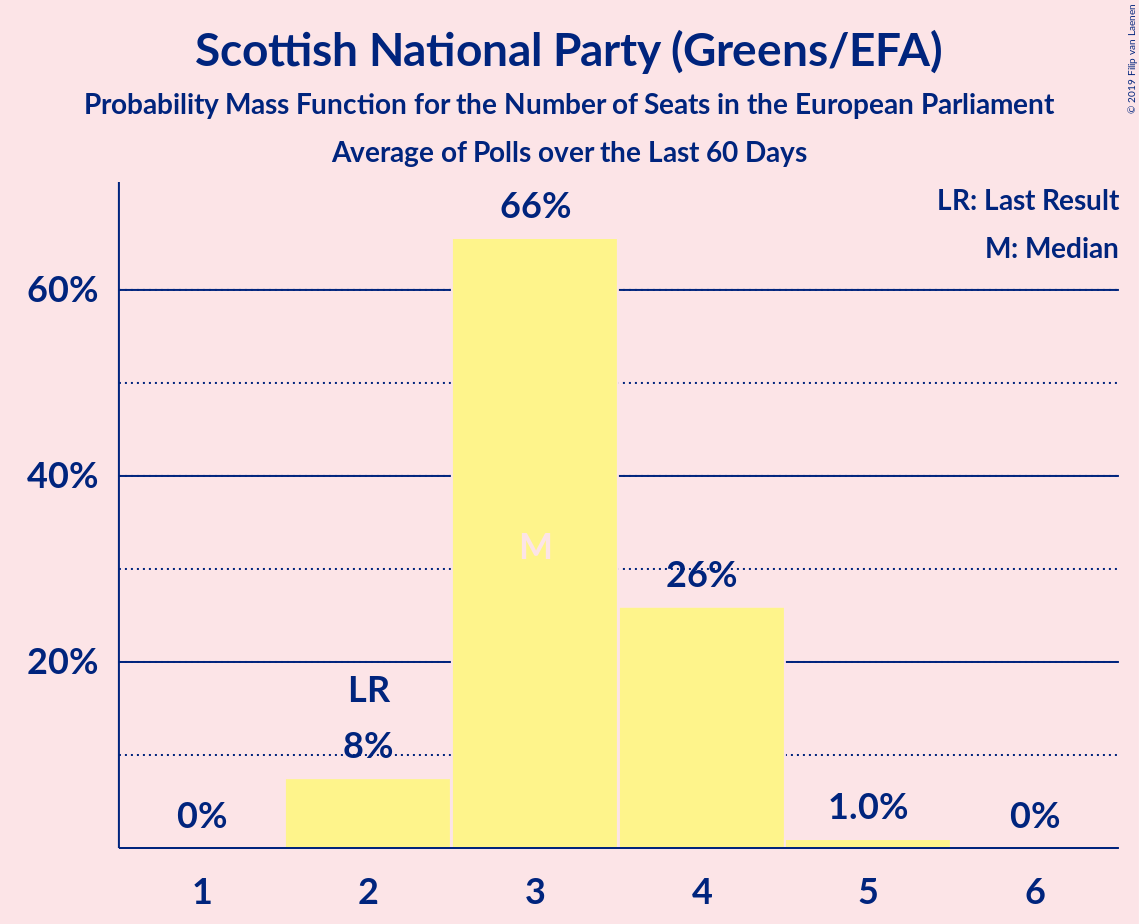 Scottish National Party (Greens/EFA)
Probability Mass Function for the Number of Seats in the European Parliament
Average of Polls over the Last 60 Days
© 2019 Filip van Laenen
LR: Last Result
M: Median
66%
60%
40%
M
26%
20%
LR
8%
0%
1.0%
0%
1 2 3 4 5 6